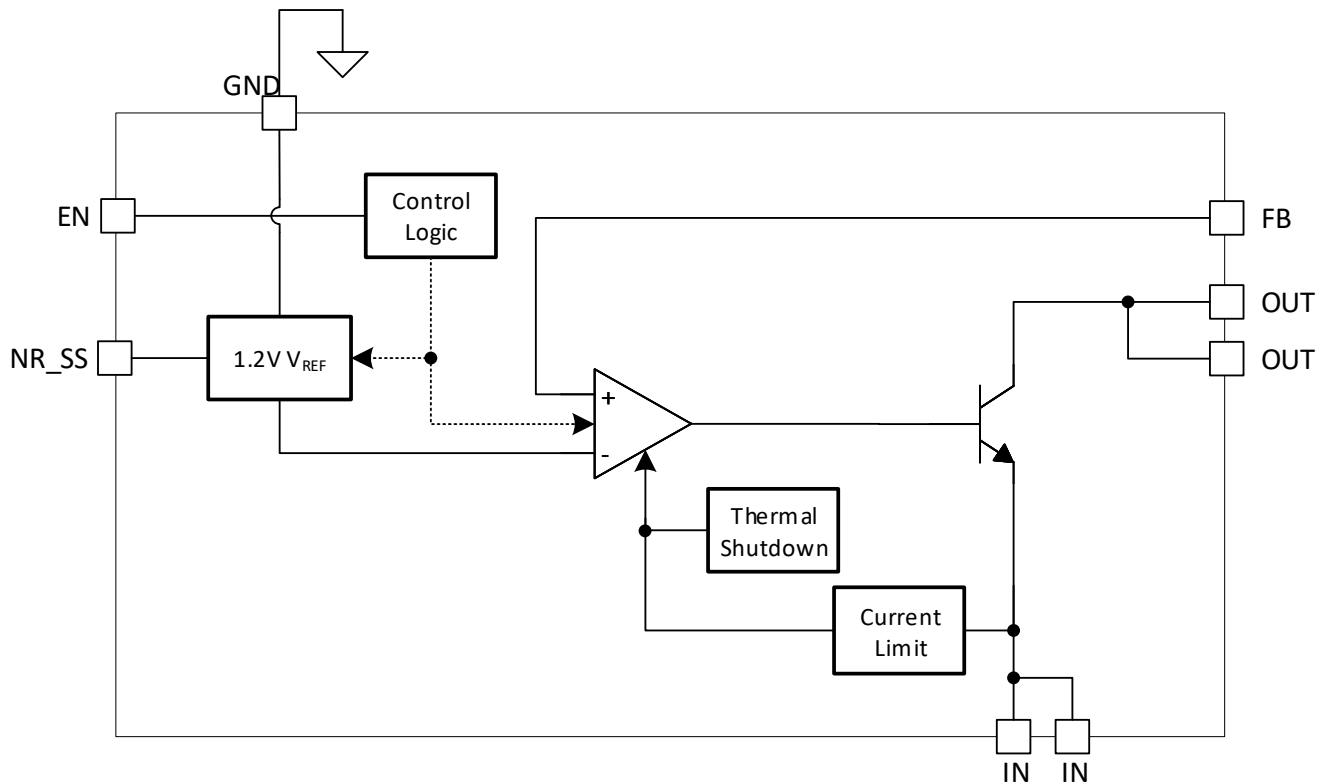 GND
EN
Control
Logic
FB
OUT
NR_SS
1.2V VREF
OUT
+
-
Thermal
Shutdown
Current
Limit
IN
IN